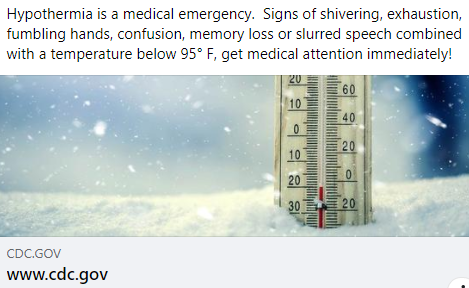 Hypothermia is a medical emergency.  Signs of shivering, exhaustion,
fumbling hands, confusion, memory loss or slurred speech combined
with a temperature below 95° F, get medical attention immediately!
20
60
10
40
0
20
10
0
20
20
30
CDC.GOV
www.cdc.gov